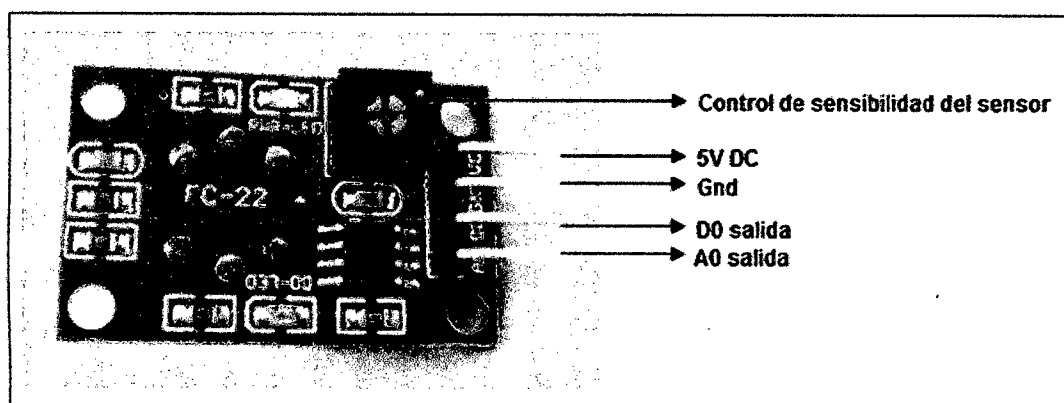 Control de sensibilidad del sensor
5V DC
Gnd
D0 salida
A0 salida
FC-22